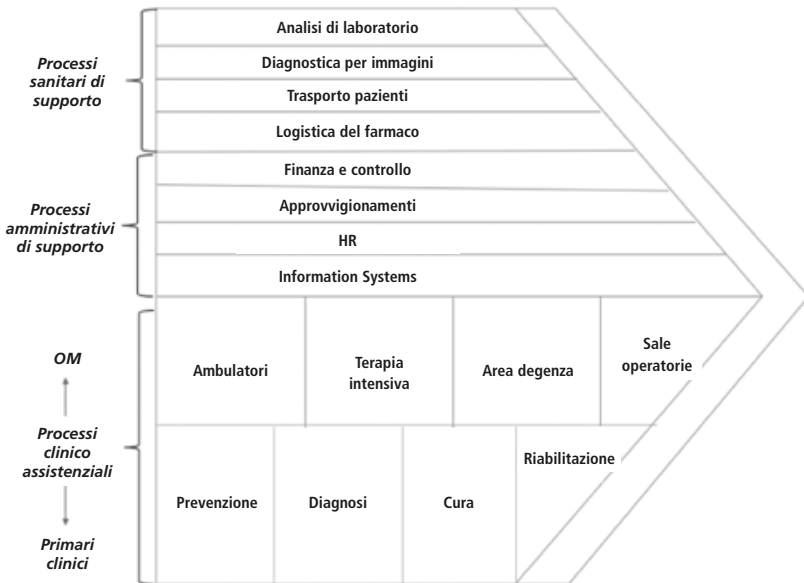 Processi
sanitari di
supporto
Analisi di laboratorio
Diagnostica per immagini
Trasporto pazienti
Logistica del farmaco
Processi
amministrativi
di supporto
Finanza e controllo
Approvvigionamenti
HR
Information Systems
OM
Processi
clinico
assistenziali
Primari
clinici
Ambulatori
Terapia
intensiva
Area degenza
Sale
operatorie
Prevenzione
Diagnosi
Cura
Riabilitazione